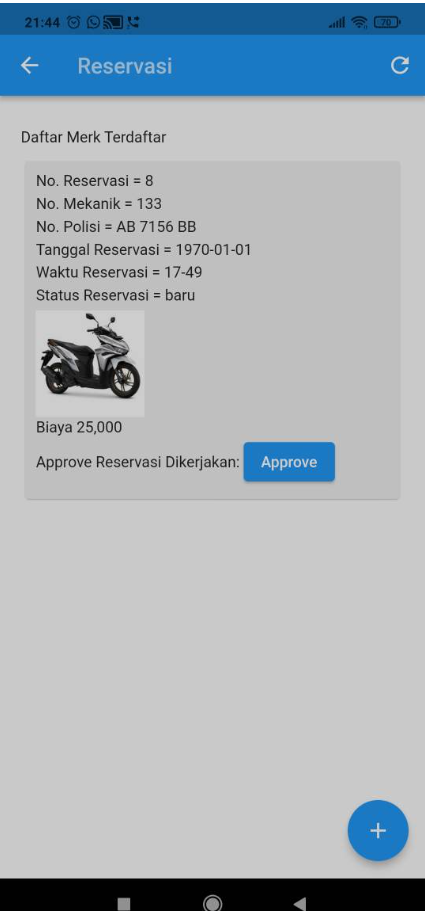 21:44
70
Reservasi
Daftar Merk Terdaftar
No. Reservasi = 8
No. Mekanik = 133
No. Polisi = AB 7156 BB
Tanggal Reservasi = 1970-01-01
Waktu Reservasi = 17-49
Status Reservasi = baru
Biaya 25,000
Approve Reservasi Dikerjakan: Approve